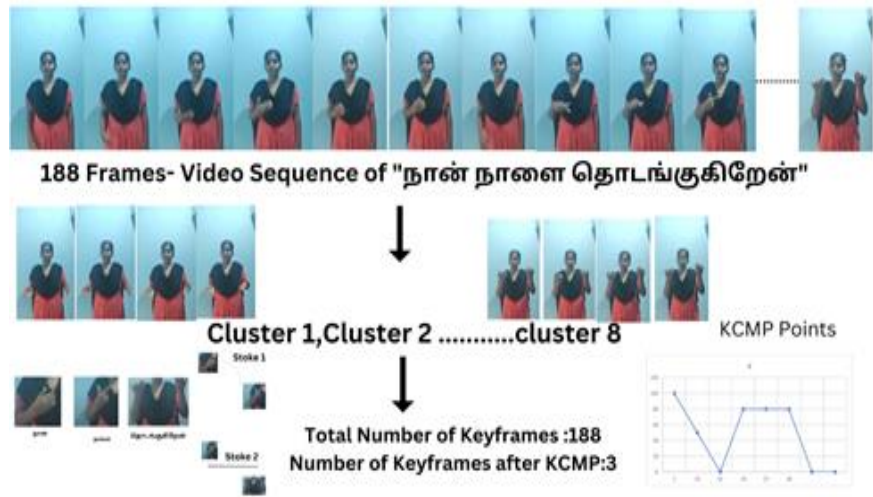 188 Frames- Video Sequence of "நான் நாளை தொடங்குகிறேன்"
Cluster 1,Cluster 2 ...........cluster 8
KCMP Points
Stoke 1
Stoke 2
Total Number of Keyframes :188
Number of Keyframes after KCMP:3